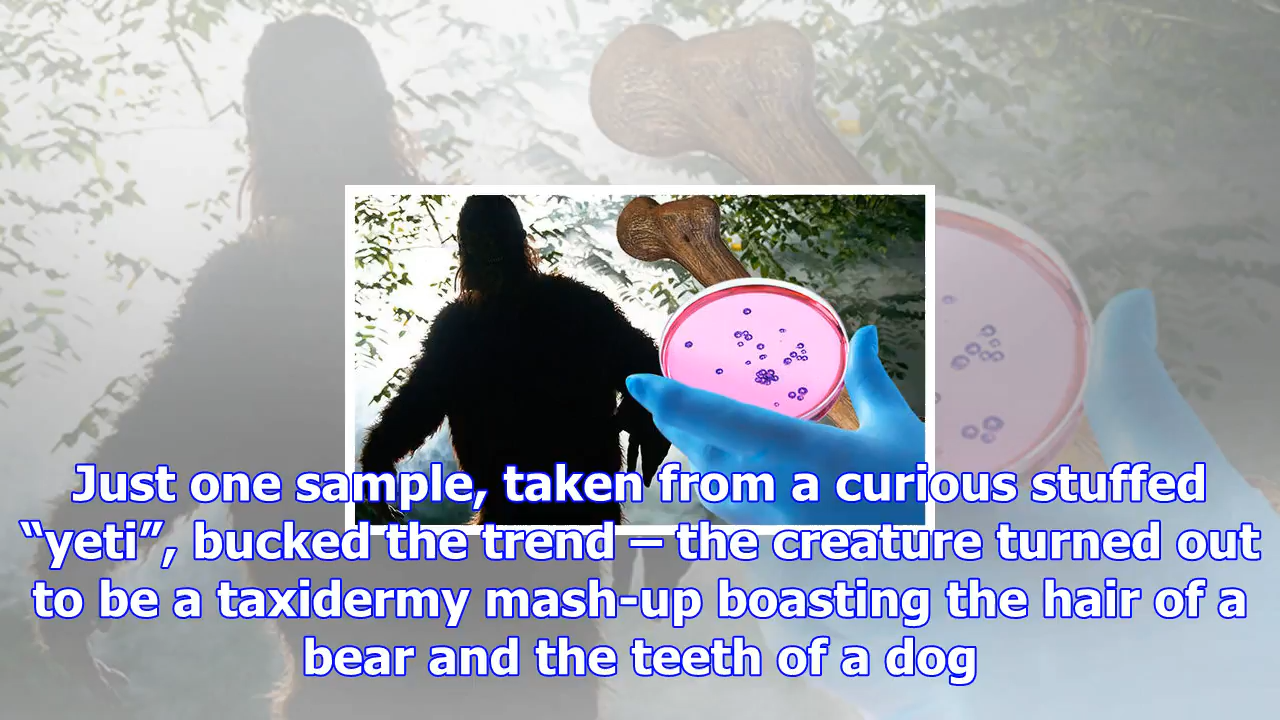 Just one sample, taken from a curious stuffed
“yeti”, bucked the trend – the creature turned out
to be a taxidermy mash-up boasting the hair of a
bear and the teeth of a dog